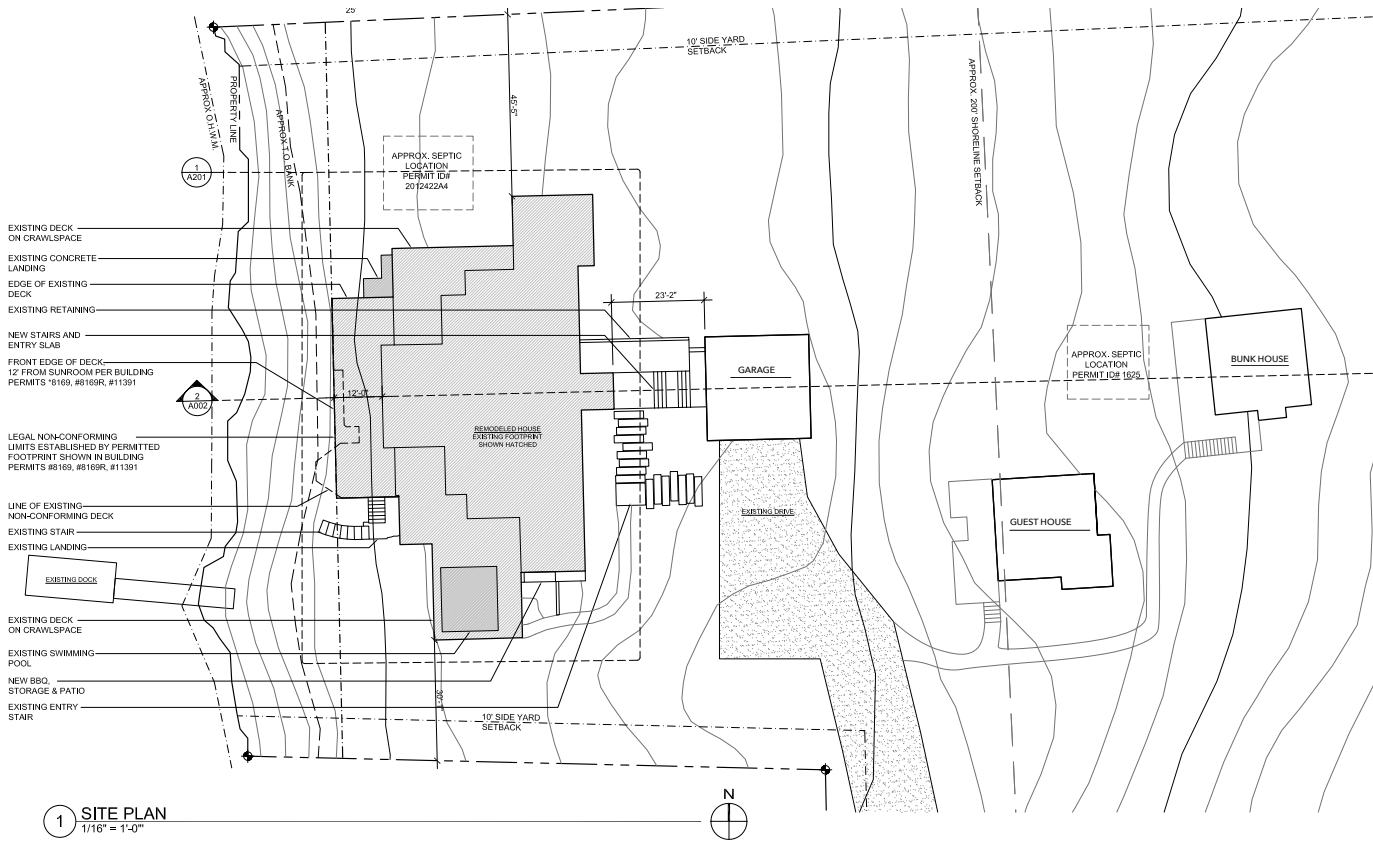 25'
10' SIDE YARD
SETBACK
APPROX O.H.W.M.
PROPERTY LINE
APPROX T.O. BANK
45'-5"
APPROX. 200' SHORELINE SETBACK
1
A201
APPROX. SEPTIC
LOCATION
PERMIT ID#
2012422A4
EXISTING DECK
ON CRAWLSPACE
EXISTING CONCRETE
LANDING
EDGE OF EXISTING
DECK
EXISTING RETAINING
NEW STAIRS AND
ENTRY SLAB
FRONT EDGE OF DECK
12' FROM SUNROOM PER BUILDING
PERMITS *8169, #8169R, #11391
2
A002
LEGAL NON-CONFORMING
LIMITS ESTABLISHED BY PERMITTED
FOOTPRINT SHOWN IN BUILDING
PERMITS #8169, #8169R, #11391
LINE OF EXISTING
NON-CONFORMING DECK
EXISTING STAIR
EXISTING LANDING
EXISTING DOCK
EXISTING DECK
ON CRAWLSPACE
EXISTING SWIMMING
POOL
NEW BBQ,
STORAGE & PATIO
EXISTING ENTRY
STAIR
12'-0"
REMODELED HOUSE
EXISTING FOOTPRINT
SHOWN HATCHED
23'-2"
GARAGE
EXISTING DRIVE
APPROX. SEPTIC
LOCATION
PERMIT ID# 1625
BUNK HOUSE
GUEST HOUSE
10' SIDE YARD
SETBACK
1
SITE PLAN
1/16" = 1'-0"'
N